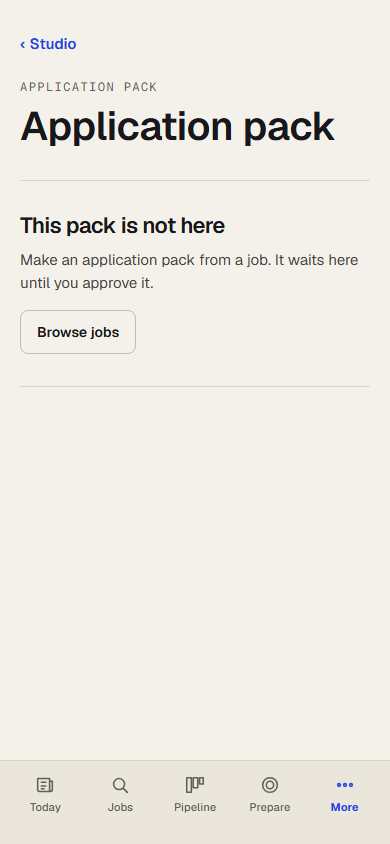 ‹ Studio
APPLICATION PACK
Application pack
This pack is not here
Make an application pack from a job. It waits here
until you approve it.
Browse jobs
Today
Jobs
Pipeline
Prepare
More